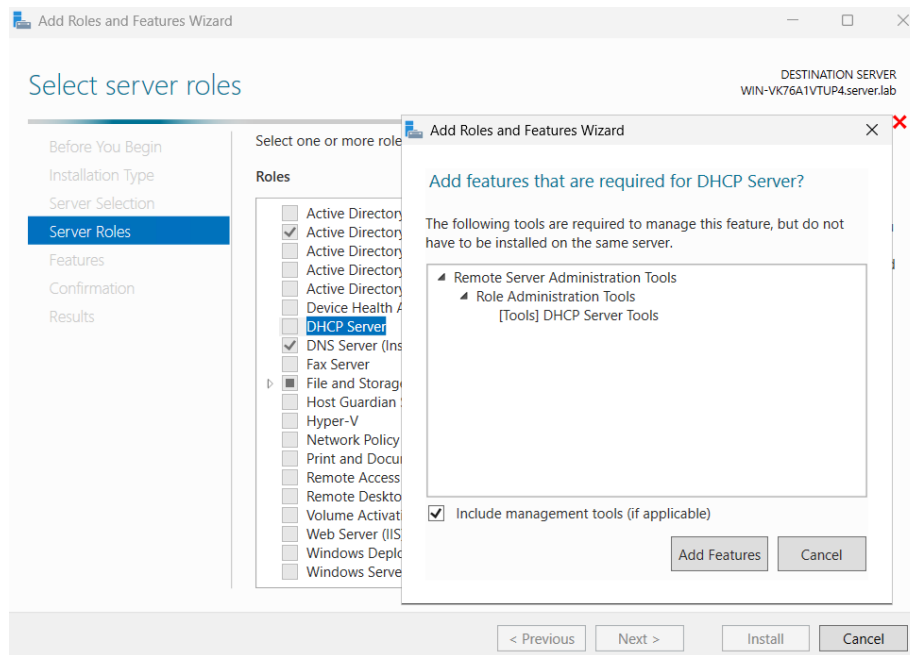 Add Roles and Features Wizard
Select server roles
DESTINATION SERVER
WIN-VK76A1VTUP4.server.lab
Before You Begin
Installation Type
Server Selection
Server Roles
Features
Confirmation
Results
Select one or more role
Roles
Active Directory
Active Directory
Active Directory
Active Directory
Active Directory
Device Health A
DHCP Server
DNS Server (Ins
Fax Server
File and Storage
Host Guardian
Hyper-V
Network Policy
Print and Docu
Remote Access
Remote Deskto
Volume Activati
Web Server (IIS
Windows Deplo
Windows Serve
Add Roles and Features Wizard
Add features that are required for DHCP Server?
The following tools are required to manage this feature, but do not
have to be installed on the same server.
Remote Server Administration Tools
Role Administration Tools
[Tools] DHCP Server Tools
Include management tools (if applicable)
Add Features
Cancel
< Previous
Next >
Install
Cancel